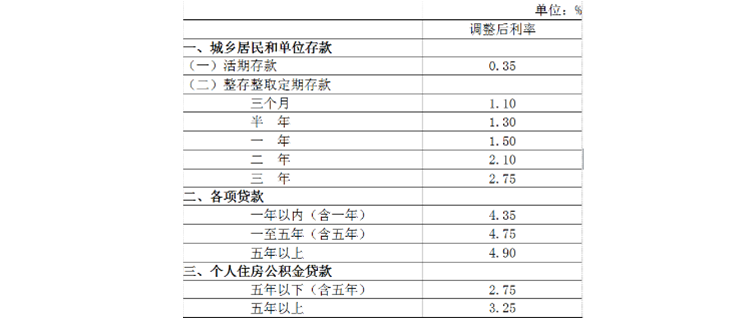 单位：%
调整后利率
一、城乡居民和单位存款
（一）活期存款 0.35
（二）整存整取定期存款
三个月 1.10
半 年 1.30
一 年 1.50
二 年 2.10
三 年 2.75
二、各项贷款
一年以内（含一年） 4.35
一至五年（含五年） 4.75
五年以上 4.90
三、个人住房公积金贷款
五年以下（含五年） 2.75
五年以上 3.25